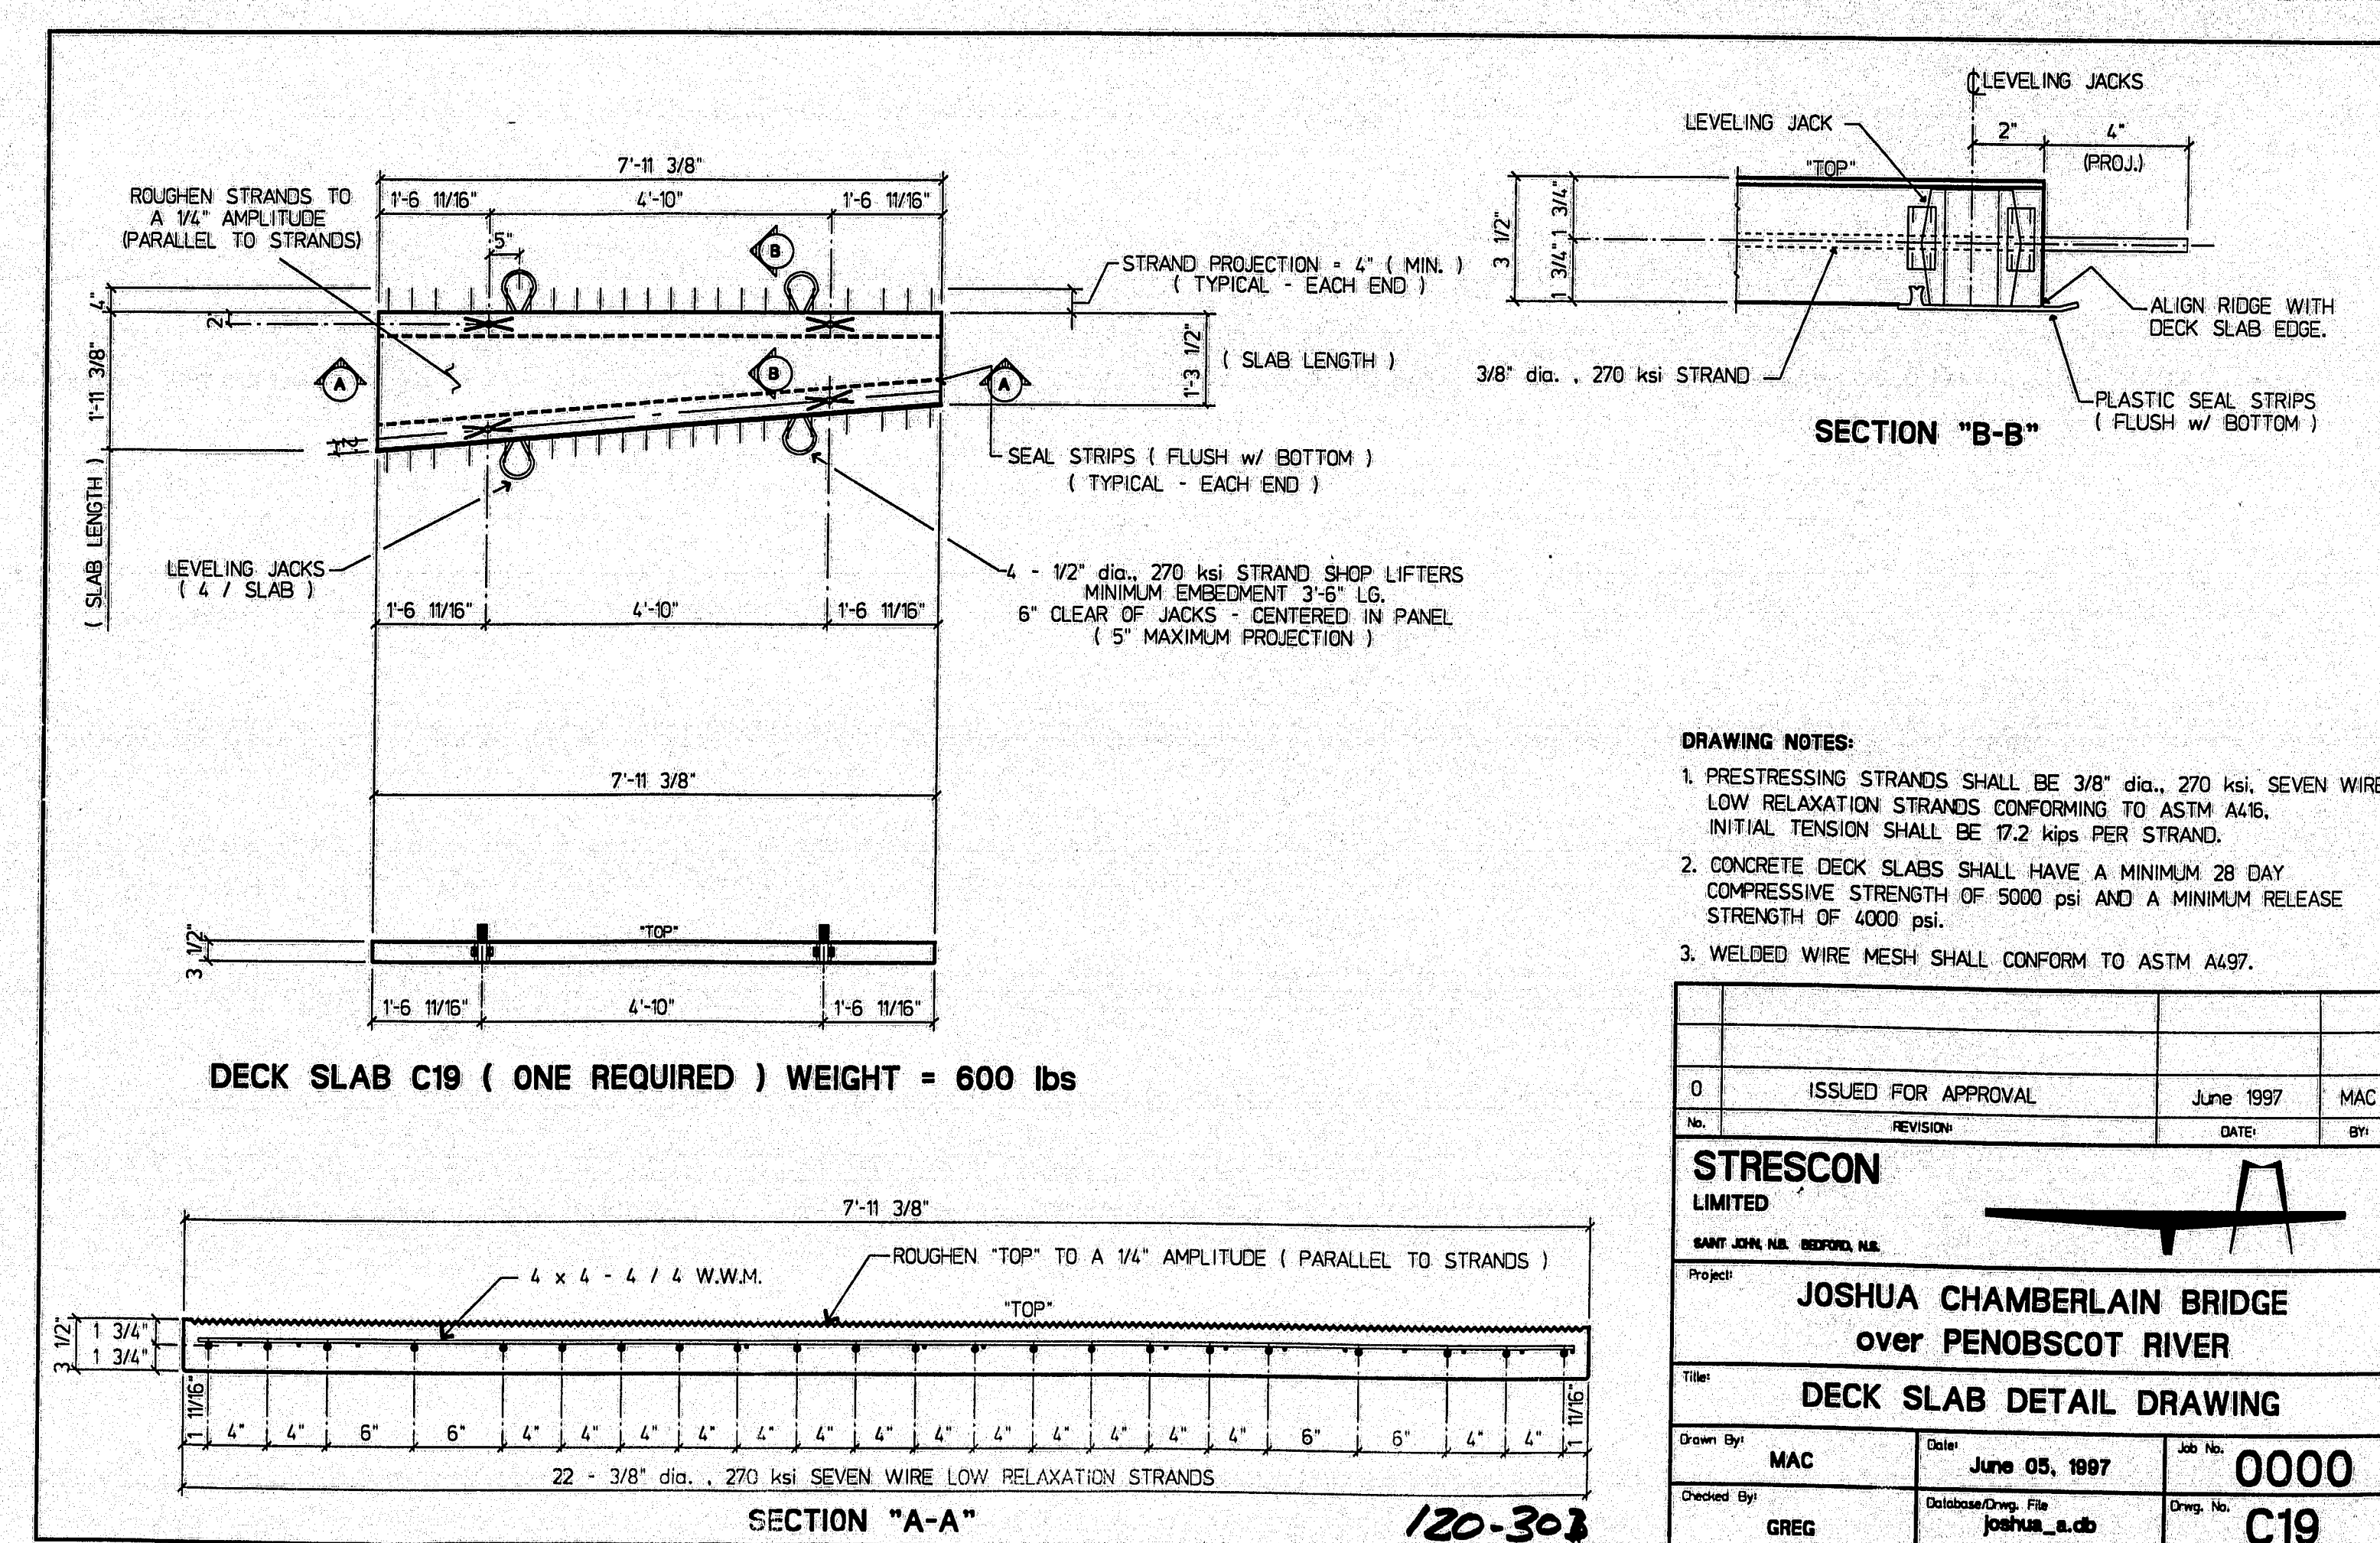 7'-11 3/8"
1'-6 11/16" 4'-10" 1'-6 11/16"
5"
ROUGHEN STRANDS TO
A 1/4" AMPLITUDE
(PARALLEL TO STRANDS)
B
STRAND PROJECTION = 4" ( MIN. )
( TYPICAL - EACH END )
4"
2"
1'-11 3/8"
( SLAB LENGTH )
A
B
A
1'-3 1/2"
( SLAB LENGTH )
2"
SEAL STRIPS ( FLUSH w/ BOTTOM )
( TYPICAL - EACH END )
LEVELING JACKS
( 4 / SLAB )
4 - 1/2" dia., 270 ksi STRAND SHOP LIFTERS
MINIMUM EMBEDMENT 3'-6" LG.
6" CLEAR OF JACKS - CENTERED IN PANEL
( 5" MAXIMUM PROJECTION )
1'-6 11/16" 4'-10" 1'-6 11/16"
7'-11 3/8"
3 1/2"
"TOP"
1'-6 11/16" 4'-10" 1'-6 11/16"
DECK SLAB C19 ( ONE REQUIRED ) WEIGHT = 600 lbs
℄ LEVELING JACKS
LEVELING JACK
2" 4"
(PROJ.)
"TOP"
3 1/2"
1 3/4" 1 3/4"
ALIGN RIDGE WITH
DECK SLAB EDGE.
3/8" dia. , 270 ksi STRAND
PLASTIC SEAL STRIPS
( FLUSH w/ BOTTOM )
SECTION "B-B"
7'-11 3/8"
4 x 4 - 4 / 4 W.W.M.
ROUGHEN "TOP" TO A 1/4" AMPLITUDE ( PARALLEL TO STRANDS )
"TOP"
3 1/2"
1 3/4"
1 3/4"
1 11/16" 4" 4" 6" 6" 4" 4" 4" 4" 4" 4" 4" 4" 4" 4" 4" 4" 4" 6" 6" 4" 4" 1 11/16"
22 - 3/8" dia. , 270 ksi SEVEN WIRE LOW RELAXATION STRANDS
SECTION "A-A"
DRAWING NOTES:
1. PRESTRESSING STRANDS SHALL BE 3/8" dia., 270 ksi, SEVEN WIRE
LOW RELAXATION STRANDS CONFORMING TO ASTM A416.
INITIAL TENSION SHALL BE 17.2 kips PER STRAND.
2. CONCRETE DECK SLABS SHALL HAVE A MINIMUM 28 DAY
COMPRESSIVE STRENGTH OF 5000 psi AND A MINIMUM RELEASE
STRENGTH OF 4000 psi.
3. WELDED WIRE MESH SHALL CONFORM TO ASTM A497.
0 ISSUED FOR APPROVAL June 1997 MAC
No. REVISION: DATE: BY:
STRESCON
LIMITED
SAINT JOHN, N.B. BEDFORD, N.S.
Project:
JOSHUA CHAMBERLAIN BRIDGE
over PENOBSCOT RIVER
Title:
DECK SLAB DETAIL DRAWING
Drawn By: MAC
Date: June 05, 1997
Job No. 0000
Checked By: GREG
Database/Drwg. File joshua_a.db
Drwg. No. C19